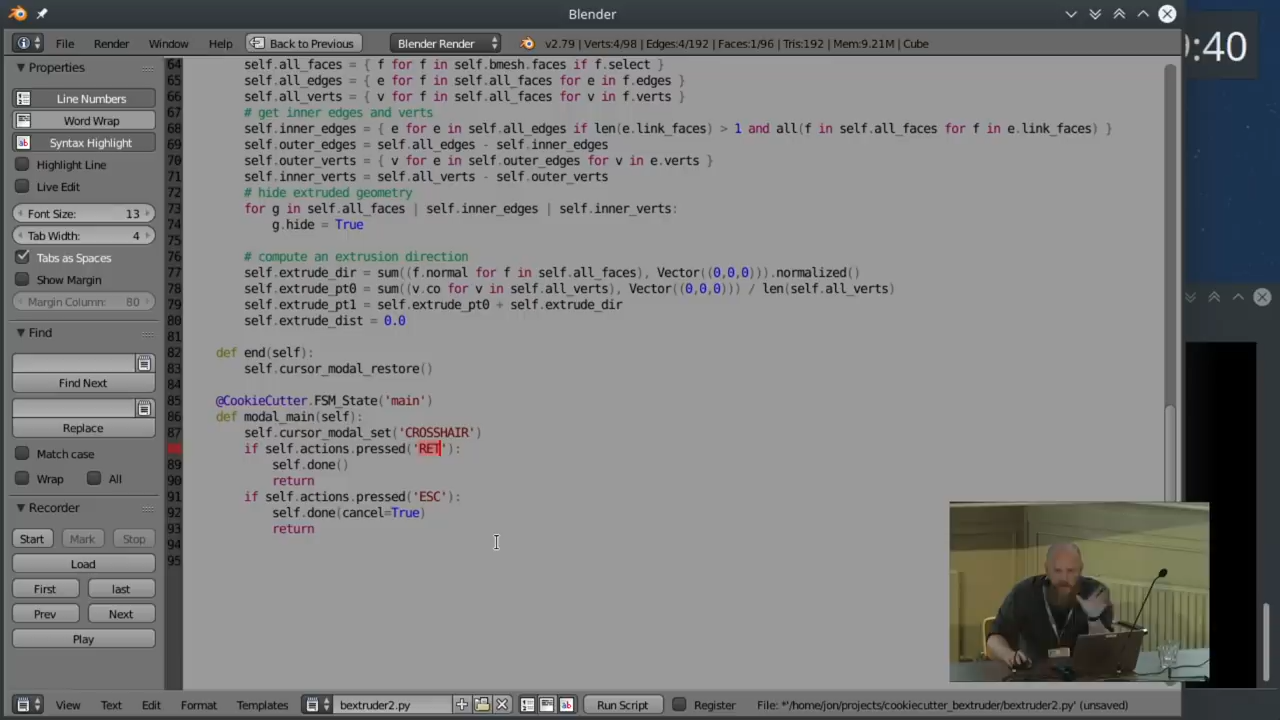 Blender
File Render Window Help Back to Previous Blender Render v2.79 | Verts:4/98 | Edges:4/192 | Faces:1/96 | Tris:192 | Mem:9.21M | Cube
:40
Properties
Line Numbers
Word Wrap
Syntax Highlight
Highlight Line
Live Edit
Font Size: 13
Tab Width: 4
Tabs as Spaces
Show Margin
Margin Column: 80
Find
Find Next
Replace
Match case
Wrap All
Recorder
Start Mark Stop
Load
First last
Prev Next
Play
64 self.all_faces = { f for f in self.bmesh.faces if f.select }
65 self.all_edges = { e for f in self.all_faces for e in f.edges }
66 self.all_verts = { v for f in self.all_faces for v in f.verts }
67 # get inner edges and verts
68 self.inner_edges = { e for e in self.all_edges if len(e.link_faces) > 1 and all(f in self.all_faces for f in e.link_faces) }
69 self.outer_edges = self.all_edges - self.inner_edges
70 self.outer_verts = { v for e in self.outer_edges for v in e.verts }
71 self.inner_verts = self.all_verts - self.outer_verts
72 # hide extruded geometry
73 for g in self.all_faces | self.inner_edges | self.inner_verts:
74 g.hide = True
75
76 # compute an extrusion direction
77 self.extrude_dir = sum((f.normal for f in self.all_faces), Vector((0,0,0))).normalized()
78 self.extrude_pt0 = sum((v.co for v in self.all_verts), Vector((0,0,0))) / len(self.all_verts)
79 self.extrude_pt1 = self.extrude_pt0 + self.extrude_dir
80 self.extrude_dist = 0.0
81
82 def end(self):
83 self.cursor_modal_restore()
84
85 @CookieCutter.FSM_State('main')
86 def modal_main(self):
87 self.cursor_modal_set('CROSSHAIR')
88 if self.actions.pressed('RET'):
89 self.done()
90 return
91 if self.actions.pressed('ESC'):
92 self.done(cancel=True)
93 return
94
95
View Text Edit Format Templates bextruder2.py Run Script Register File: *'/home/jon/projects/cookiecutter_bextruder/bextruder2.py' (unsaved)